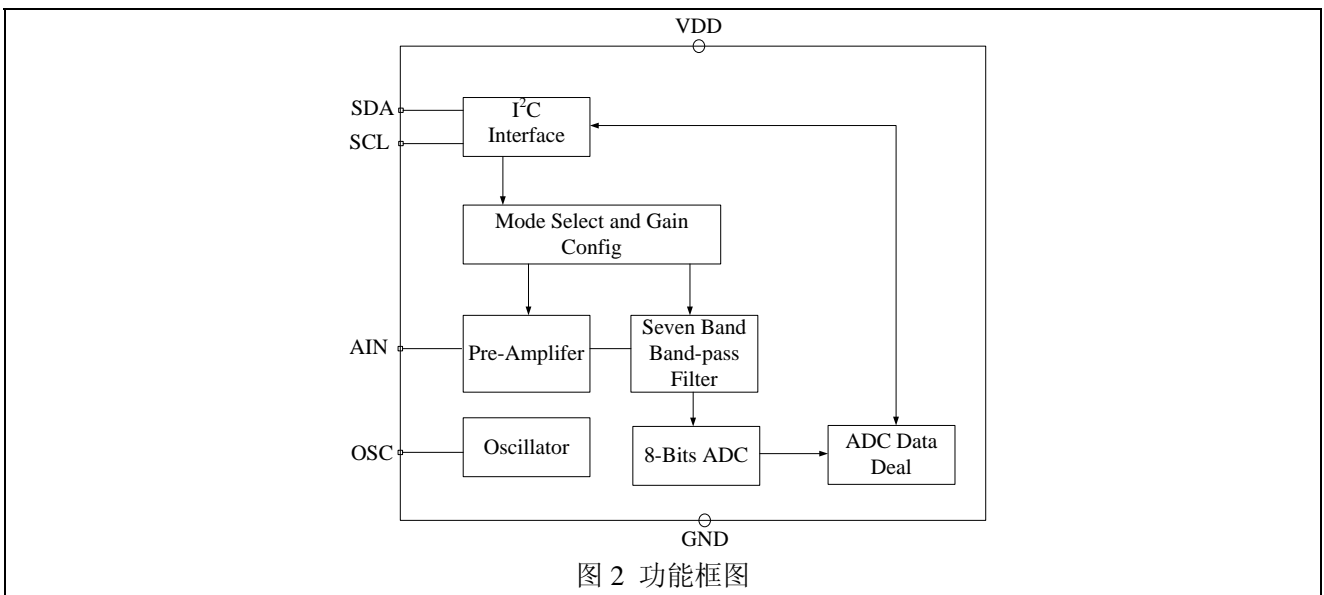 VDD
SDA
SCL
I²C
Interface
Mode Select and Gain
Config
AIN
Pre-Amplifer
Seven Band
Band-pass
Filter
OSC
Oscillator
8-Bits ADC
ADC Data
Deal
GND
图 2 功能框图